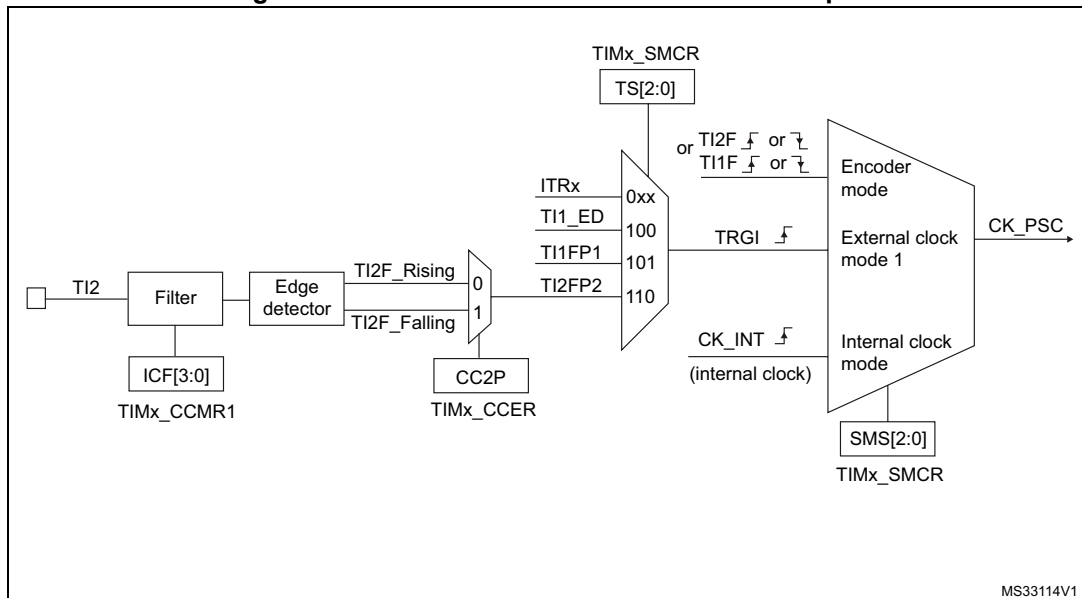 TIMx_SMCR
TS[2:0]
or TI2F or
TI1F or
Encoder
mode
ITRx
0xx
TI1_ED
100
TRGI
External clock
mode 1
CK_PSC
TI1FP1
101
TI2F_Rising
TI2FP2
110
TI2
Filter
Edge
detector
0
1
TI2F_Falling
CK_INT
(internal clock)
Internal clock
mode
ICF[3:0]
TIMx_CCMR1
CC2P
TIMx_CCER
SMS[2:0]
TIMx_SMCR
MS33114V1